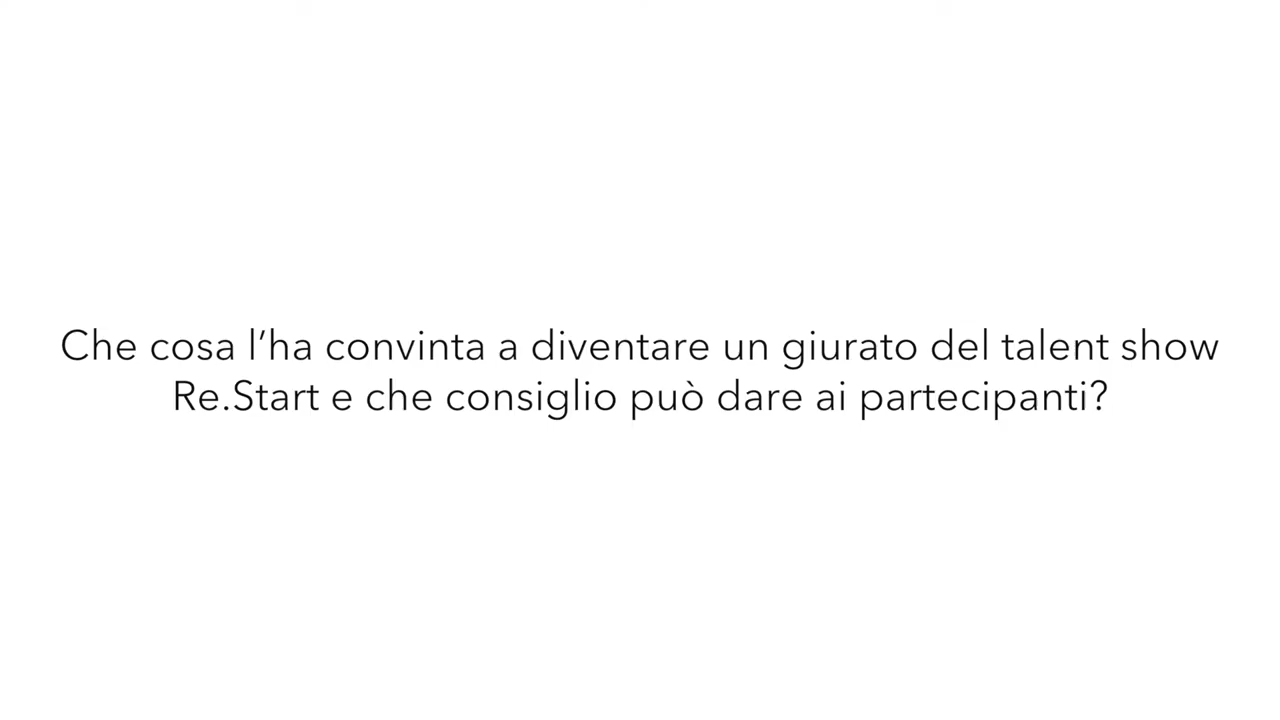 Che cosa l’ha convinta a diventare un giurato del talent show
Re.Start e che consiglio può dare ai partecipanti?